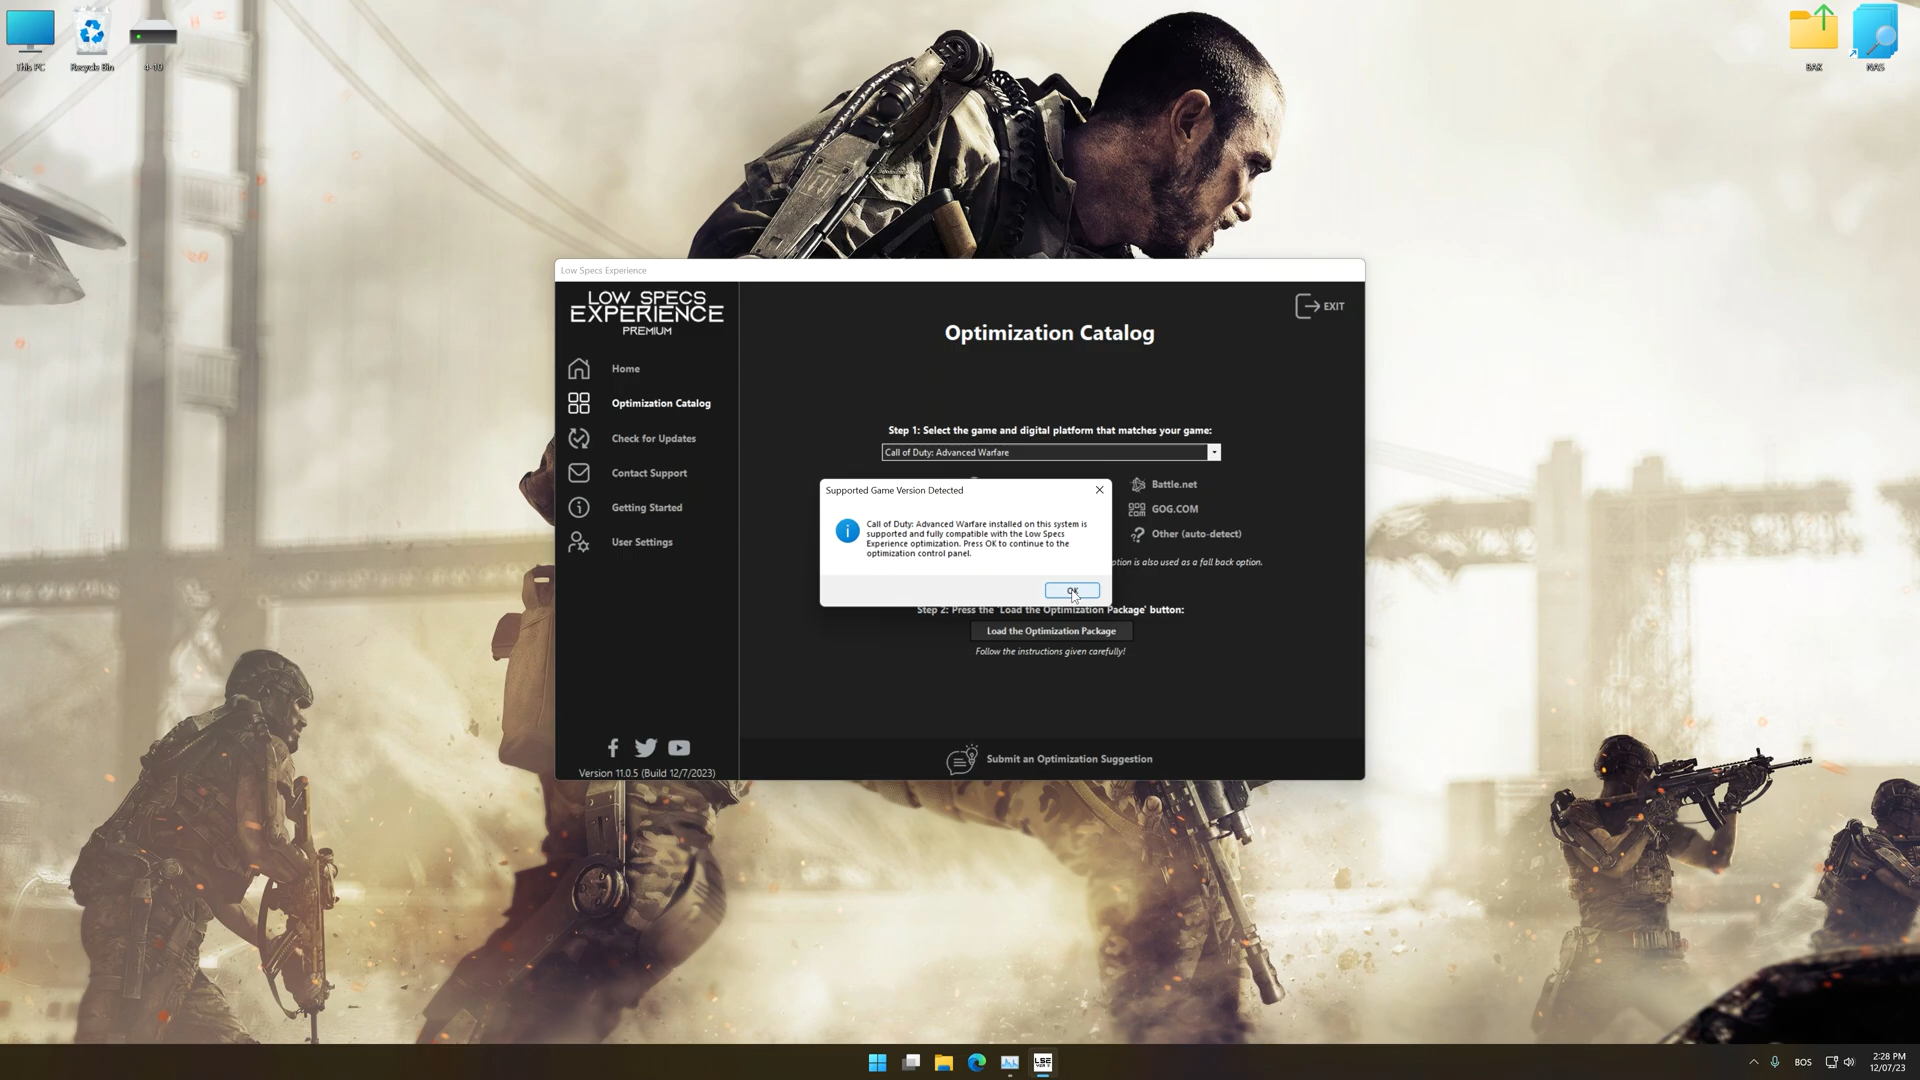 This PC
Recycle Bin
4-10
BAK
NAS
Low Specs Experience
LOW SPECS
EXPERIENCE
PREMIUM
Home
Optimization Catalog
Check for Updates
Contact Support
Getting Started
User Settings
Version 11.0.5 (Build 12/7/2023)
EXIT
Optimization Catalog
Step 1: Select the game and digital platform that matches your game:
Call of Duty: Advanced Warfare
Battle.net
GOG.COM
Other (auto-detect)
ption is also used as a fall back option.
Supported Game Version Detected
Call of Duty: Advanced Warfare installed on this system is
supported and fully compatible with the Low Specs
Experience optimization. Press OK to continue to the
optimization control panel.
OK
Step 2: Press the 'Load the Optimization Package' button:
Load the Optimization Package
Follow the instructions given carefully!
Submit an Optimization Suggestion
LSE
BOS
2:28 PM
12/07/23